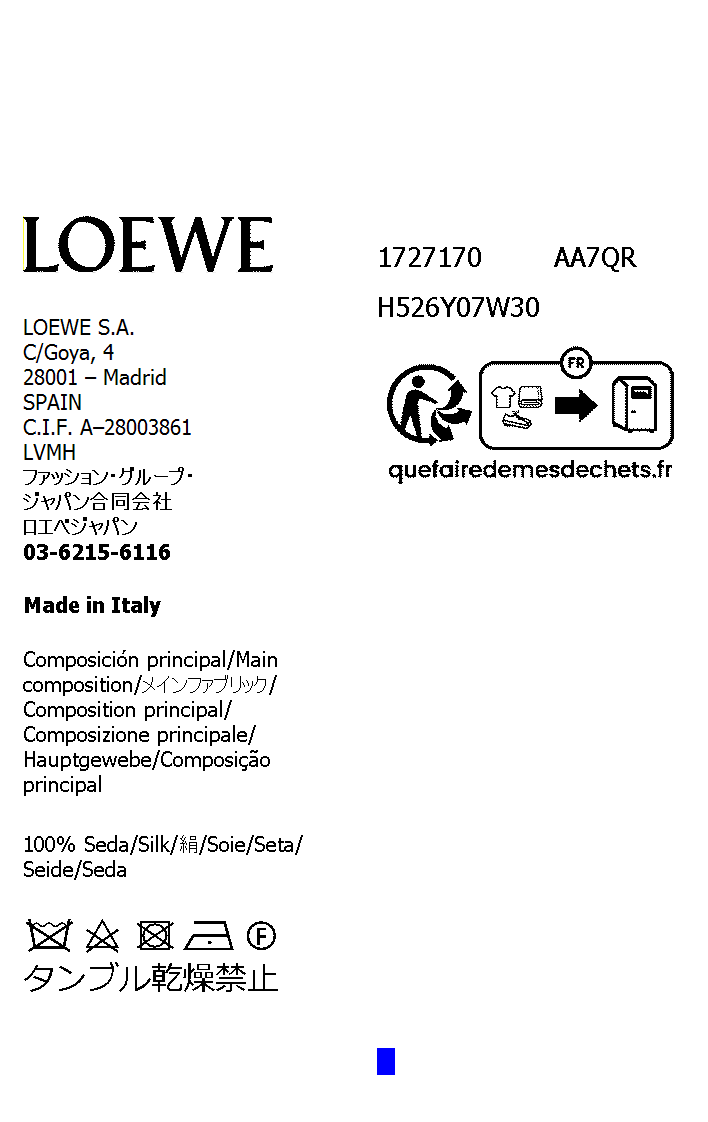 LOEWE
LOEWE S.A.
C/Goya, 4
28001 – Madrid
SPAIN
C.I.F. A–28003861
LVMH
ファッション・グループ・
ジャパン合同会社
ロエベジャパン
03-6215-6116
Made in Italy
Composición principal/Main
composition/メインファブリック/
Composition principal/
Composizione principale/
Hauptgewebe/Composição
principal
100% Seda/Silk/絹/Soie/Seta/
Seide/Seda
F
タンブル乾燥禁止
1727170 AA7QR
H526Y07W30
FR
quefairedemesdechets.fr